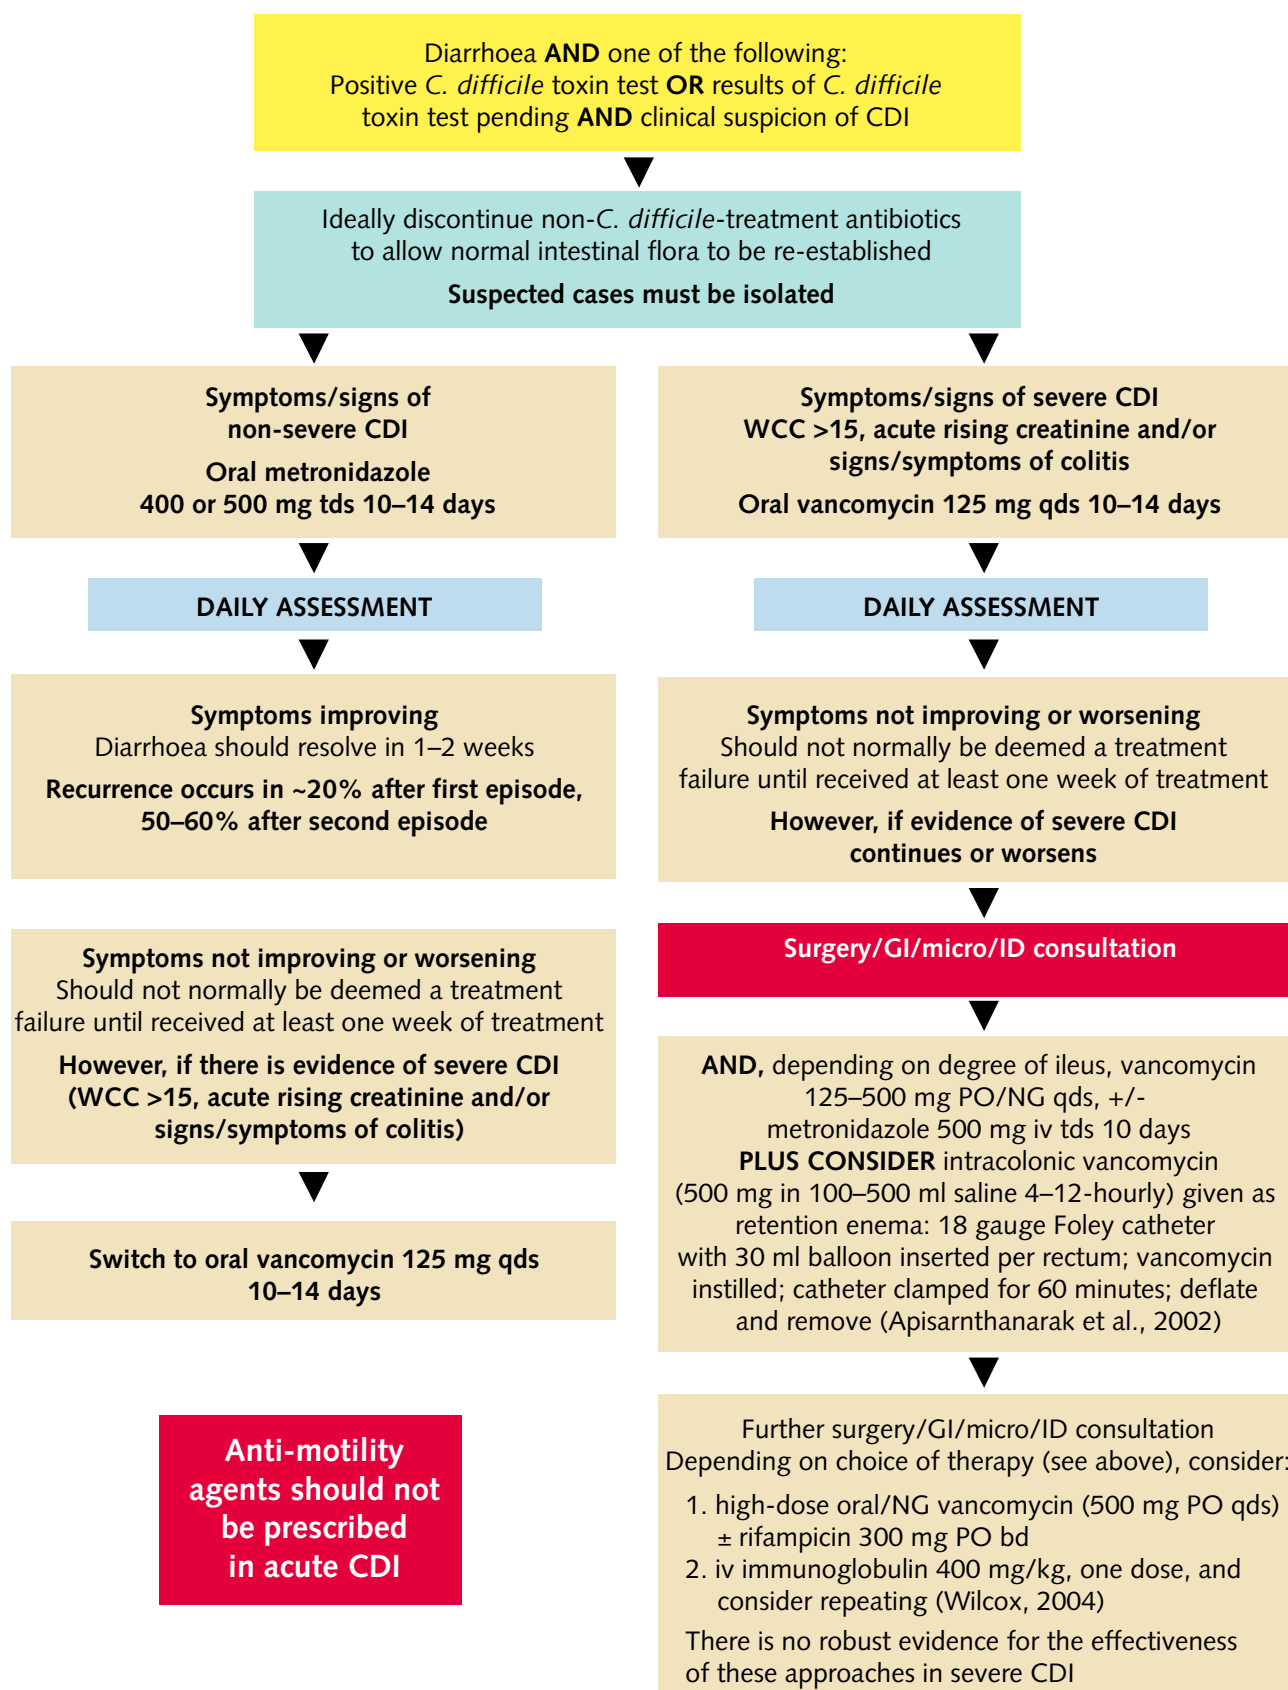 Diarrhoea AND one of the following:
Positive C. difficile toxin test OR results of C. difficile
toxin test pending AND clinical suspicion of CDI
Ideally discontinue non-C. difficile-treatment antibiotics
to allow normal intestinal flora to be re-established
Suspected cases must be isolated
Symptoms/signs of
non-severe CDI
Oral metronidazole
400 or 500 mg tds 10–14 days
DAILY ASSESSMENT
Symptoms improving
Diarrhoea should resolve in 1–2 weeks
Recurrence occurs in ~20% after first episode,
50–60% after second episode
Symptoms not improving or worsening
Should not normally be deemed a treatment
failure until received at least one week of treatment
However, if there is evidence of severe CDI
(WCC >15, acute rising creatinine and/or
signs/symptoms of colitis)
Switch to oral vancomycin 125 mg qds
10–14 days
Anti-motility
agents should not
be prescribed
in acute CDI
Symptoms/signs of severe CDI
WCC >15, acute rising creatinine and/or
signs/symptoms of colitis
Oral vancomycin 125 mg qds 10–14 days
DAILY ASSESSMENT
Symptoms not improving or worsening
Should not normally be deemed a treatment
failure until received at least one week of treatment
However, if evidence of severe CDI
continues or worsens
Surgery/GI/micro/ID consultation
AND, depending on degree of ileus, vancomycin
125–500 mg PO/NG qds, +/-
metronidazole 500 mg iv tds 10 days
PLUS CONSIDER intracolonic vancomycin
(500 mg in 100–500 ml saline 4–12-hourly) given as
retention enema: 18 gauge Foley catheter
with 30 ml balloon inserted per rectum; vancomycin
instilled; catheter clamped for 60 minutes; deflate
and remove (Apisarnthanarak et al., 2002)
Further surgery/GI/micro/ID consultation
Depending on choice of therapy (see above), consider:
1. high-dose oral/NG vancomycin (500 mg PO qds)
± rifampicin 300 mg PO bd
2. iv immunoglobulin 400 mg/kg, one dose, and
consider repeating (Wilcox, 2004)
There is no robust evidence for the effectiveness
of these approaches in severe CDI